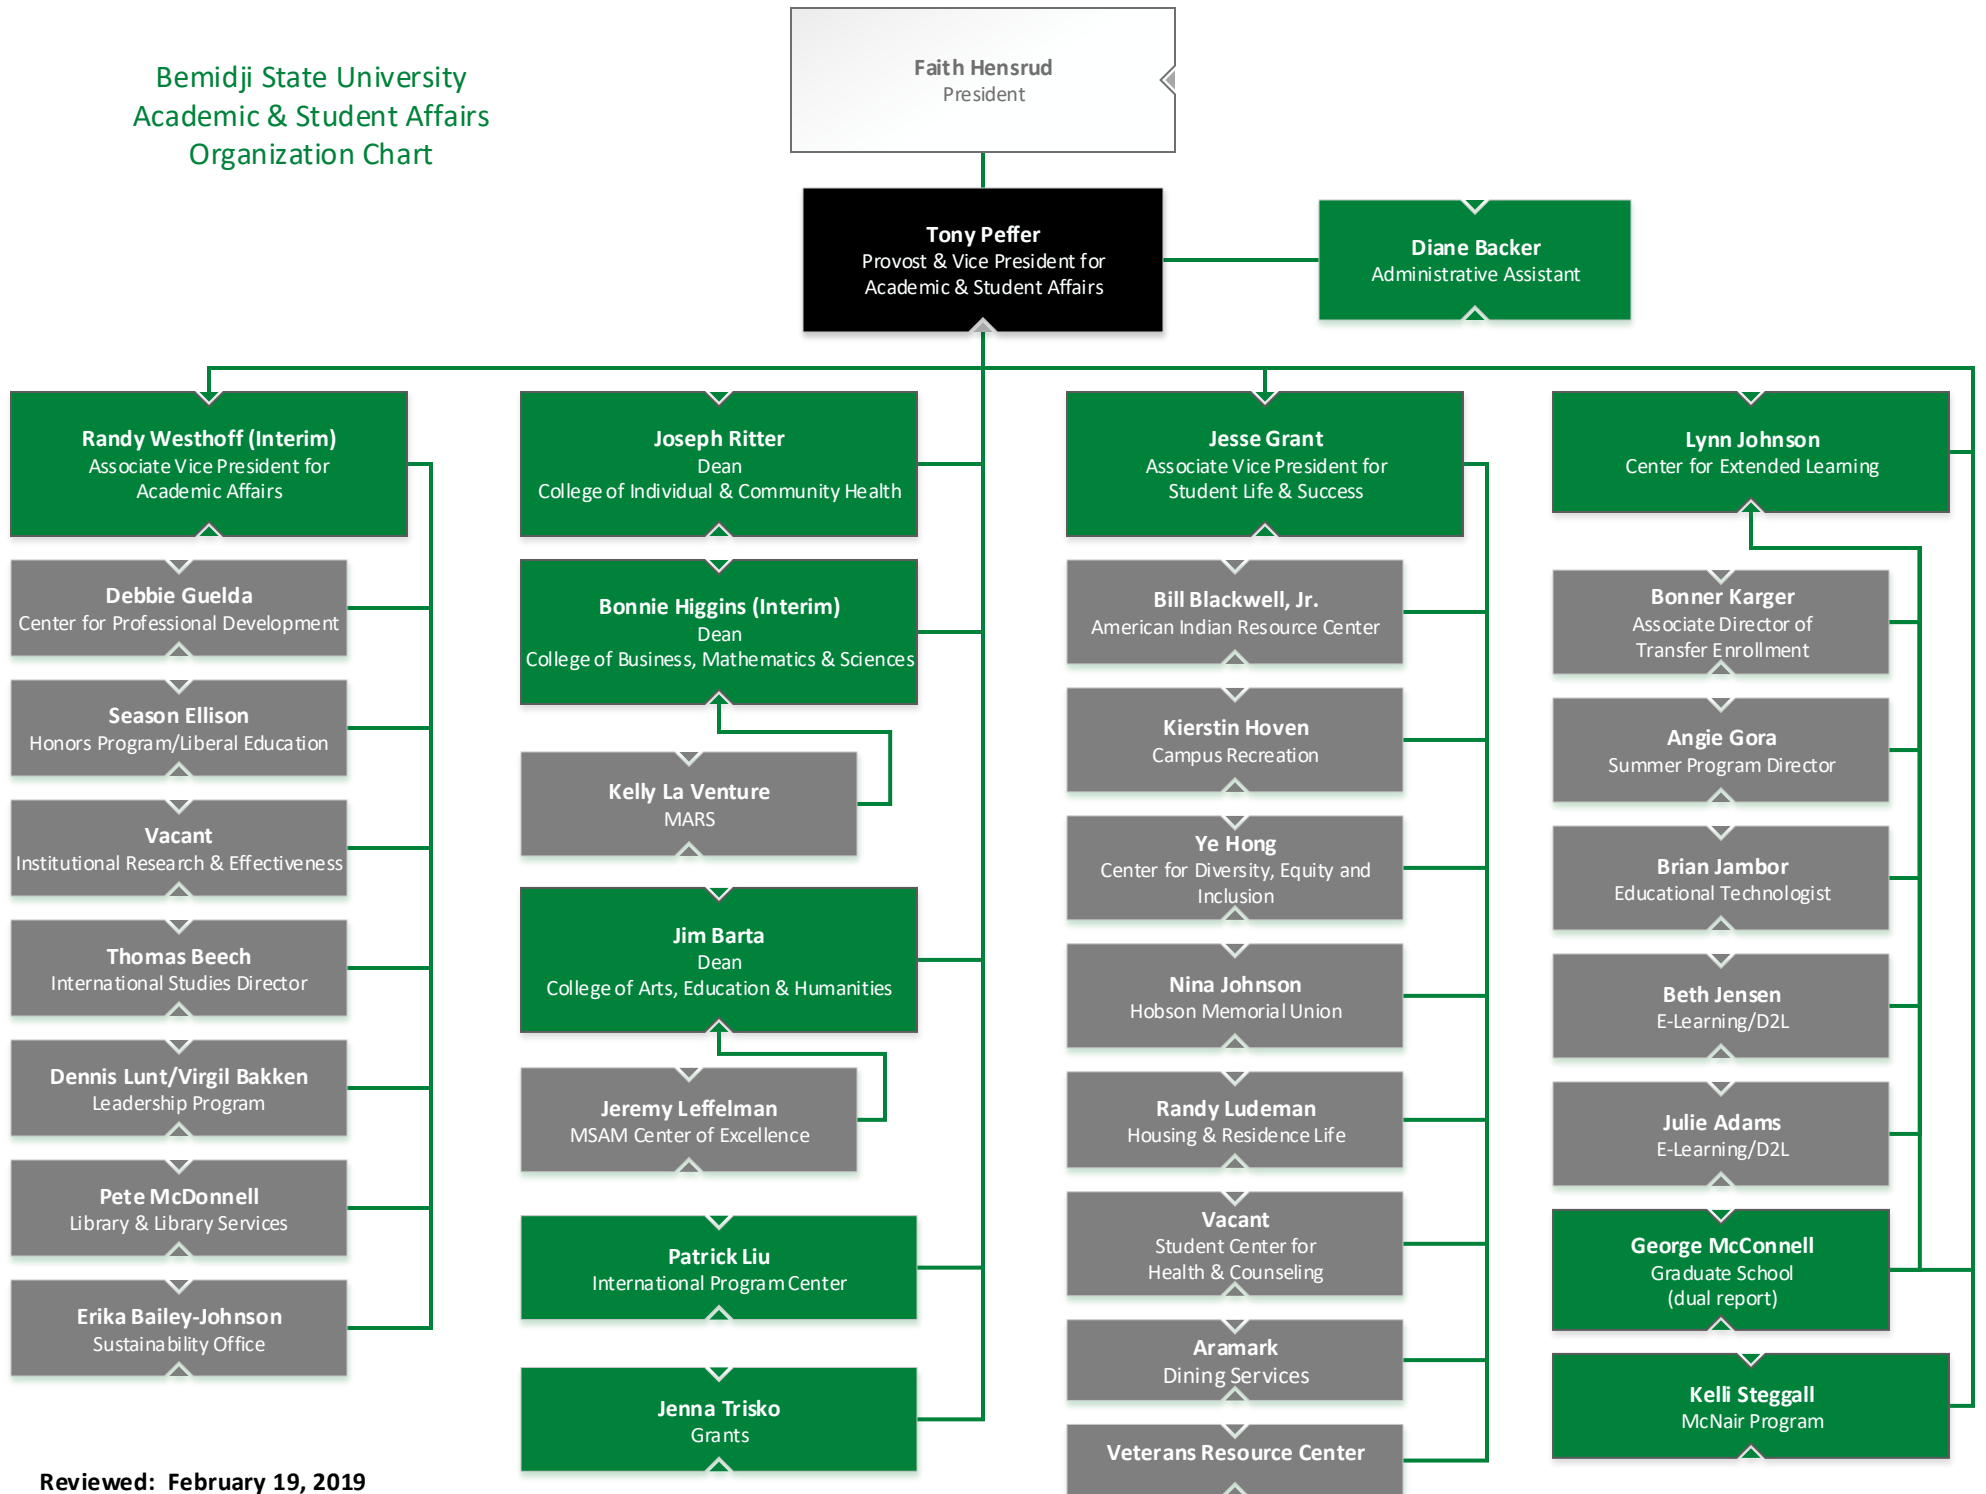 Bemidji State University
Academic & Student Affairs
Organization Chart
Faith Hensrud
President
Tony Peffer
Provost & Vice President for
Academic & Student Affairs
Diane Backer
Administrative Assistant
Randy Westhoff (Interim)
Associate Vice President for
Academic Affairs
Debbie Guelda
Center for Professional Development
Season Ellison
Honors Program/Liberal Education
Vacant
Institutional Research & Effectiveness
Thomas Beech
International Studies Director
Dennis Lunt/Virgil Bakken
Leadership Program
Pete McDonnell
Library & Library Services
Erika Bailey-Johnson
Sustainability Office
Joseph Ritter
Dean
College of Individual & Community Health
Bonnie Higgins (Interim)
Dean
College of Business, Mathematics & Sciences
Kelly La Venture
MARS
Jim Barta
Dean
College of Arts, Education & Humanities
Jeremy Leffelman
MSAM Center of Excellence
Patrick Liu
International Program Center
Jenna Trisko
Grants
Jesse Grant
Associate Vice President for
Student Life & Success
Bill Blackwell, Jr.
American Indian Resource Center
Kierstin Hoven
Campus Recreation
Ye Hong
Center for Diversity, Equity and
Inclusion
Nina Johnson
Hobson Memorial Union
Randy Ludeman
Housing & Residence Life
Vacant
Student Center for
Health & Counseling
Aramark
Dining Services
Veterans Resource Center
Lynn Johnson
Center for Extended Learning
Bonner Karger
Associate Director of
Transfer Enrollment
Angie Gora
Summer Program Director
Brian Jambor
Educational Technologist
Beth Jensen
E-Learning/D2L
Julie Adams
E-Learning/D2L
George McConnell
Graduate School
(dual report)
Kelli Steggall
McNair Program
Reviewed: February 19, 2019